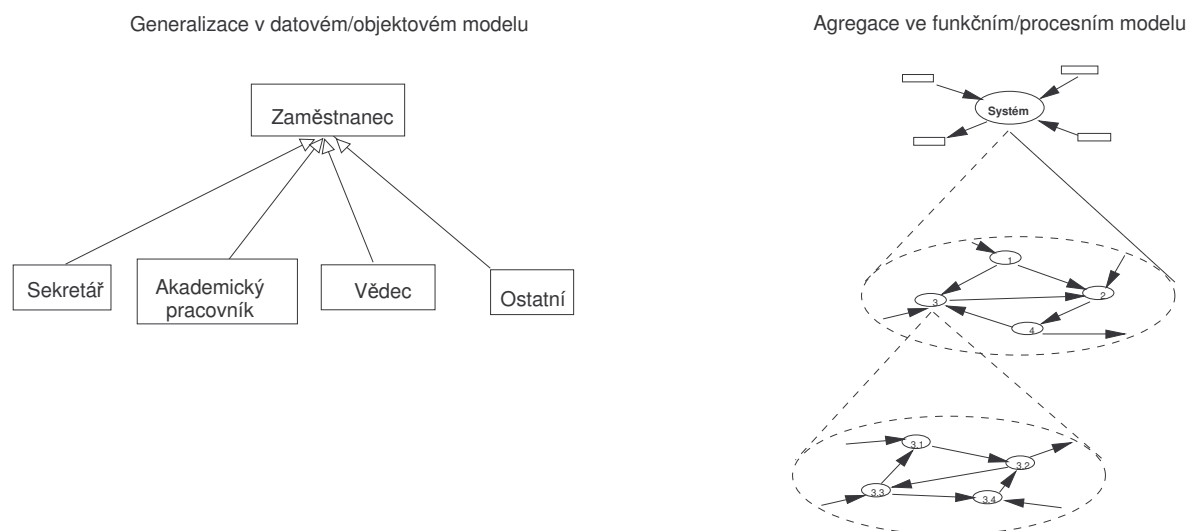 Generalizace v datovém/objektovém modelu
Zaměstnanec
Sekretář
Akademický
pracovník
Vědec
Ostatní
Agregace ve funkčním/procesním modelu
Systém
1
2
3
4
3.1
3.2
3.3
3.4